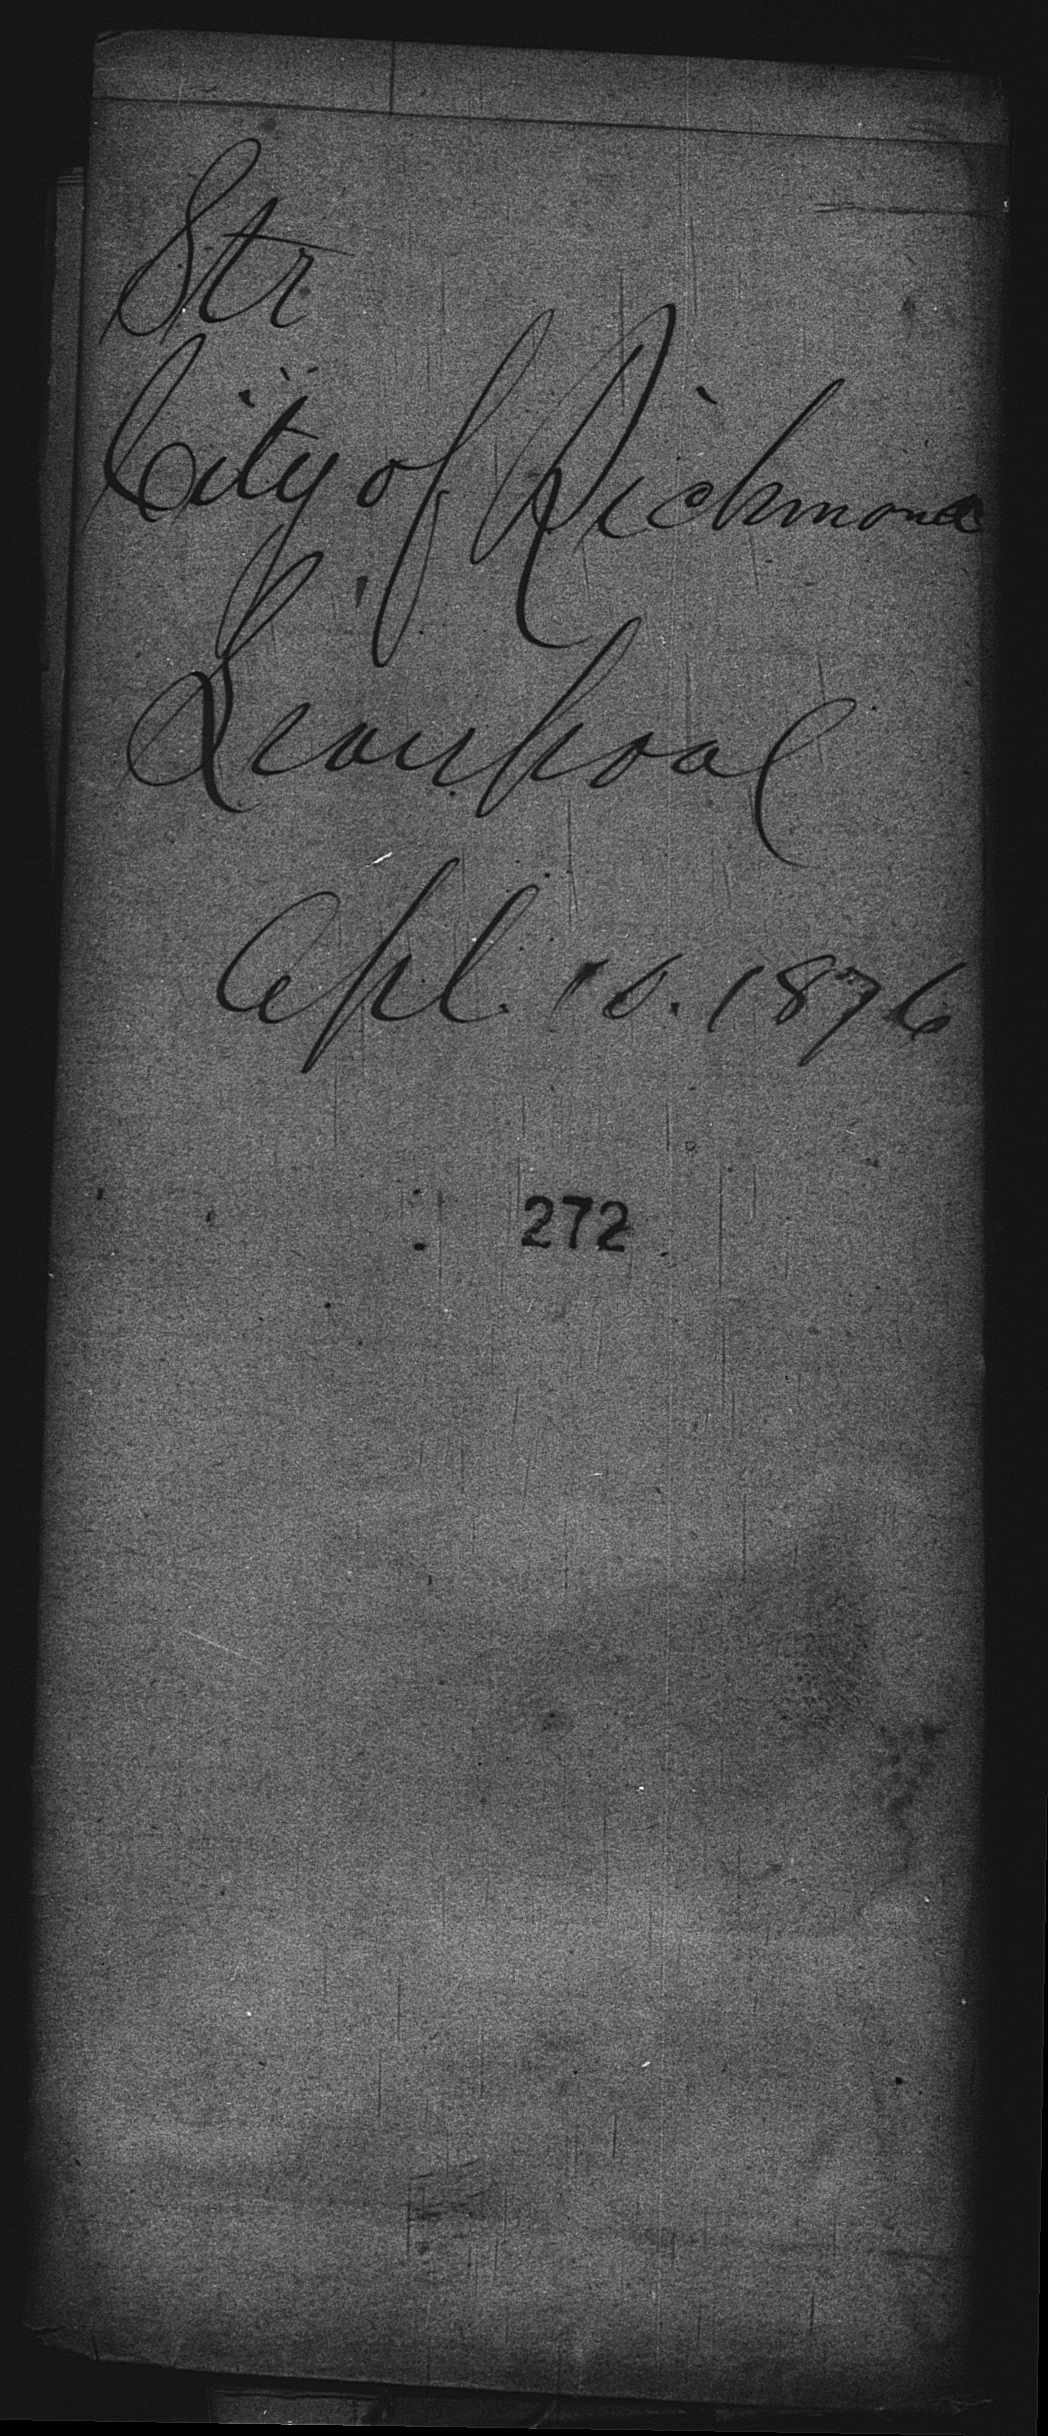 Str
City of Richmond
Liverpool
Apl. 10. 1876
272